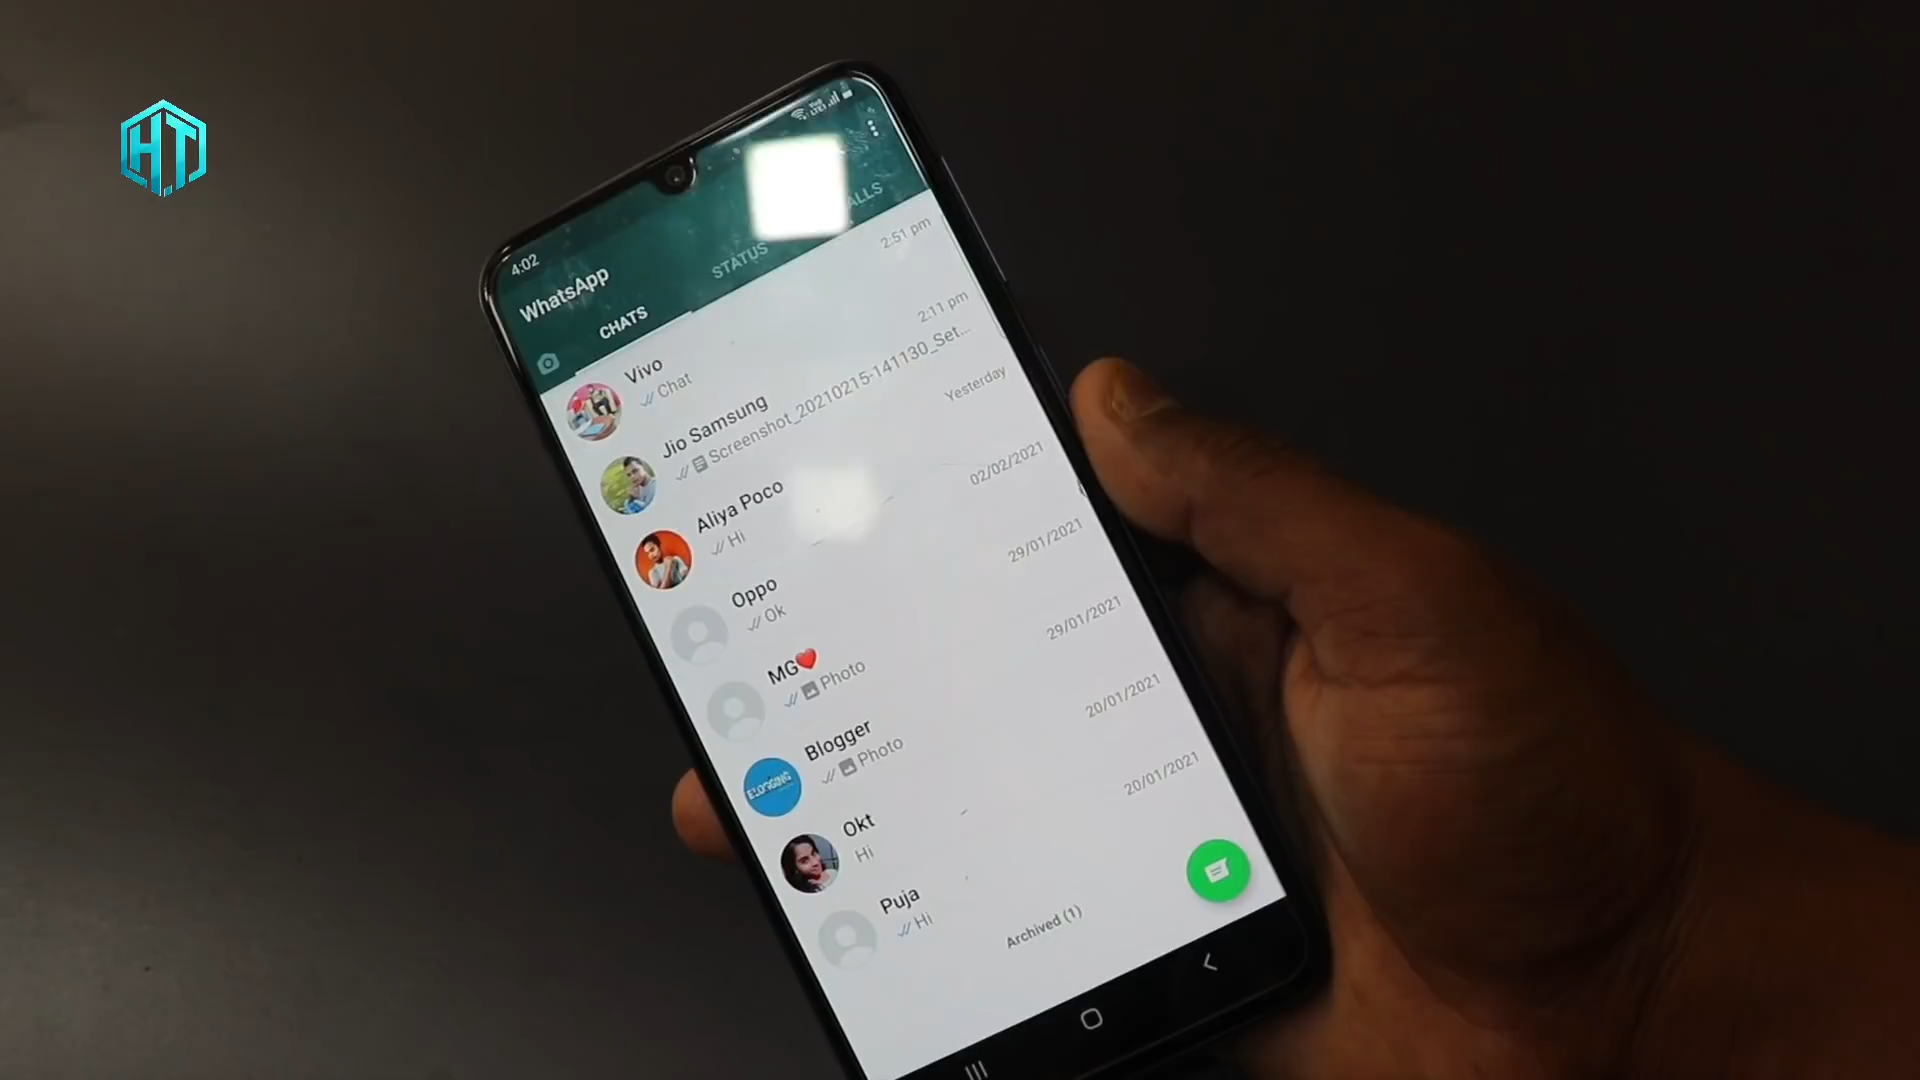 HT
4:02
WhatsApp
CHATS
STATUS
ALLS
Vivo
2:51 pm
Chat
Jio Samsung
2:11 pm
Screenshot_20210215-141130_Set...
Aliya Poco
Yesterday
Hi
Oppo
02/02/2021
Ok
MG❤️
29/01/2021
Photo
Blogger
29/01/2021
Photo
BLOGGING
Okt
20/01/2021
Hi
Puja
20/01/2021
Hi
Archived (1)